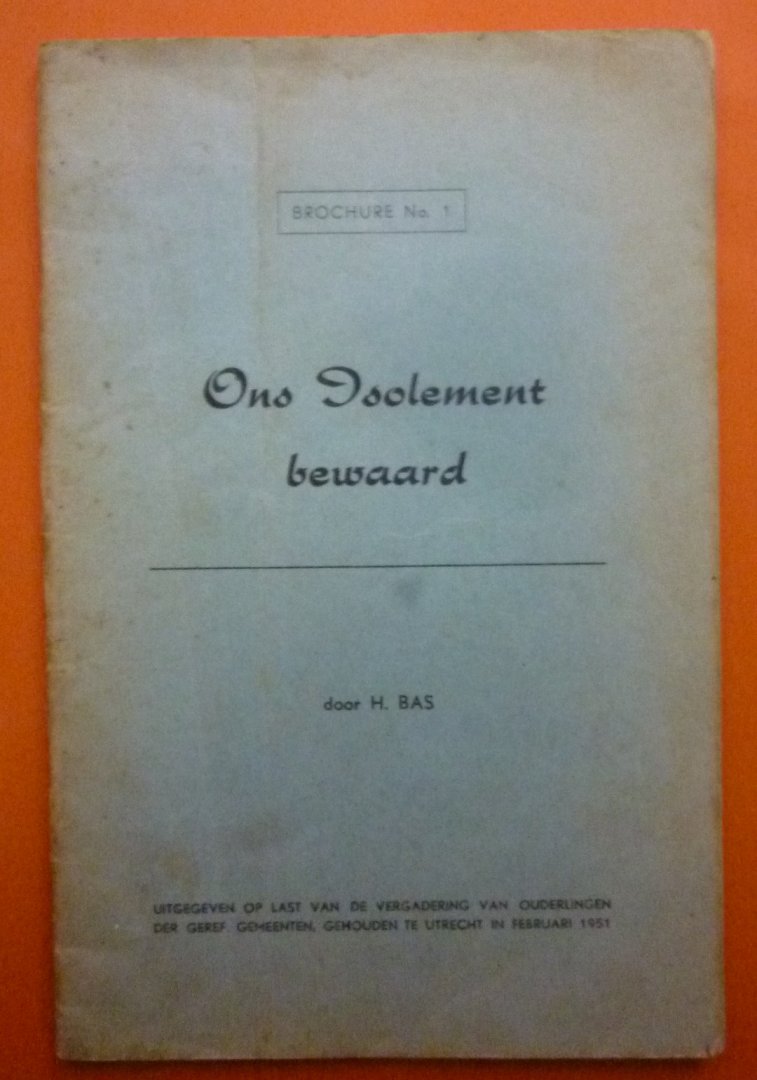 BROCHURE No. 1
Ons Isolement
bewaard
door H. BAS
UITGEGEVEN OP LAST VAN DE VERGADERING VAN OUDERLINGEN
DER GEREF. GEMEENTEN, GEHOUDEN TE UTRECHT IN FEBRUARI 1951